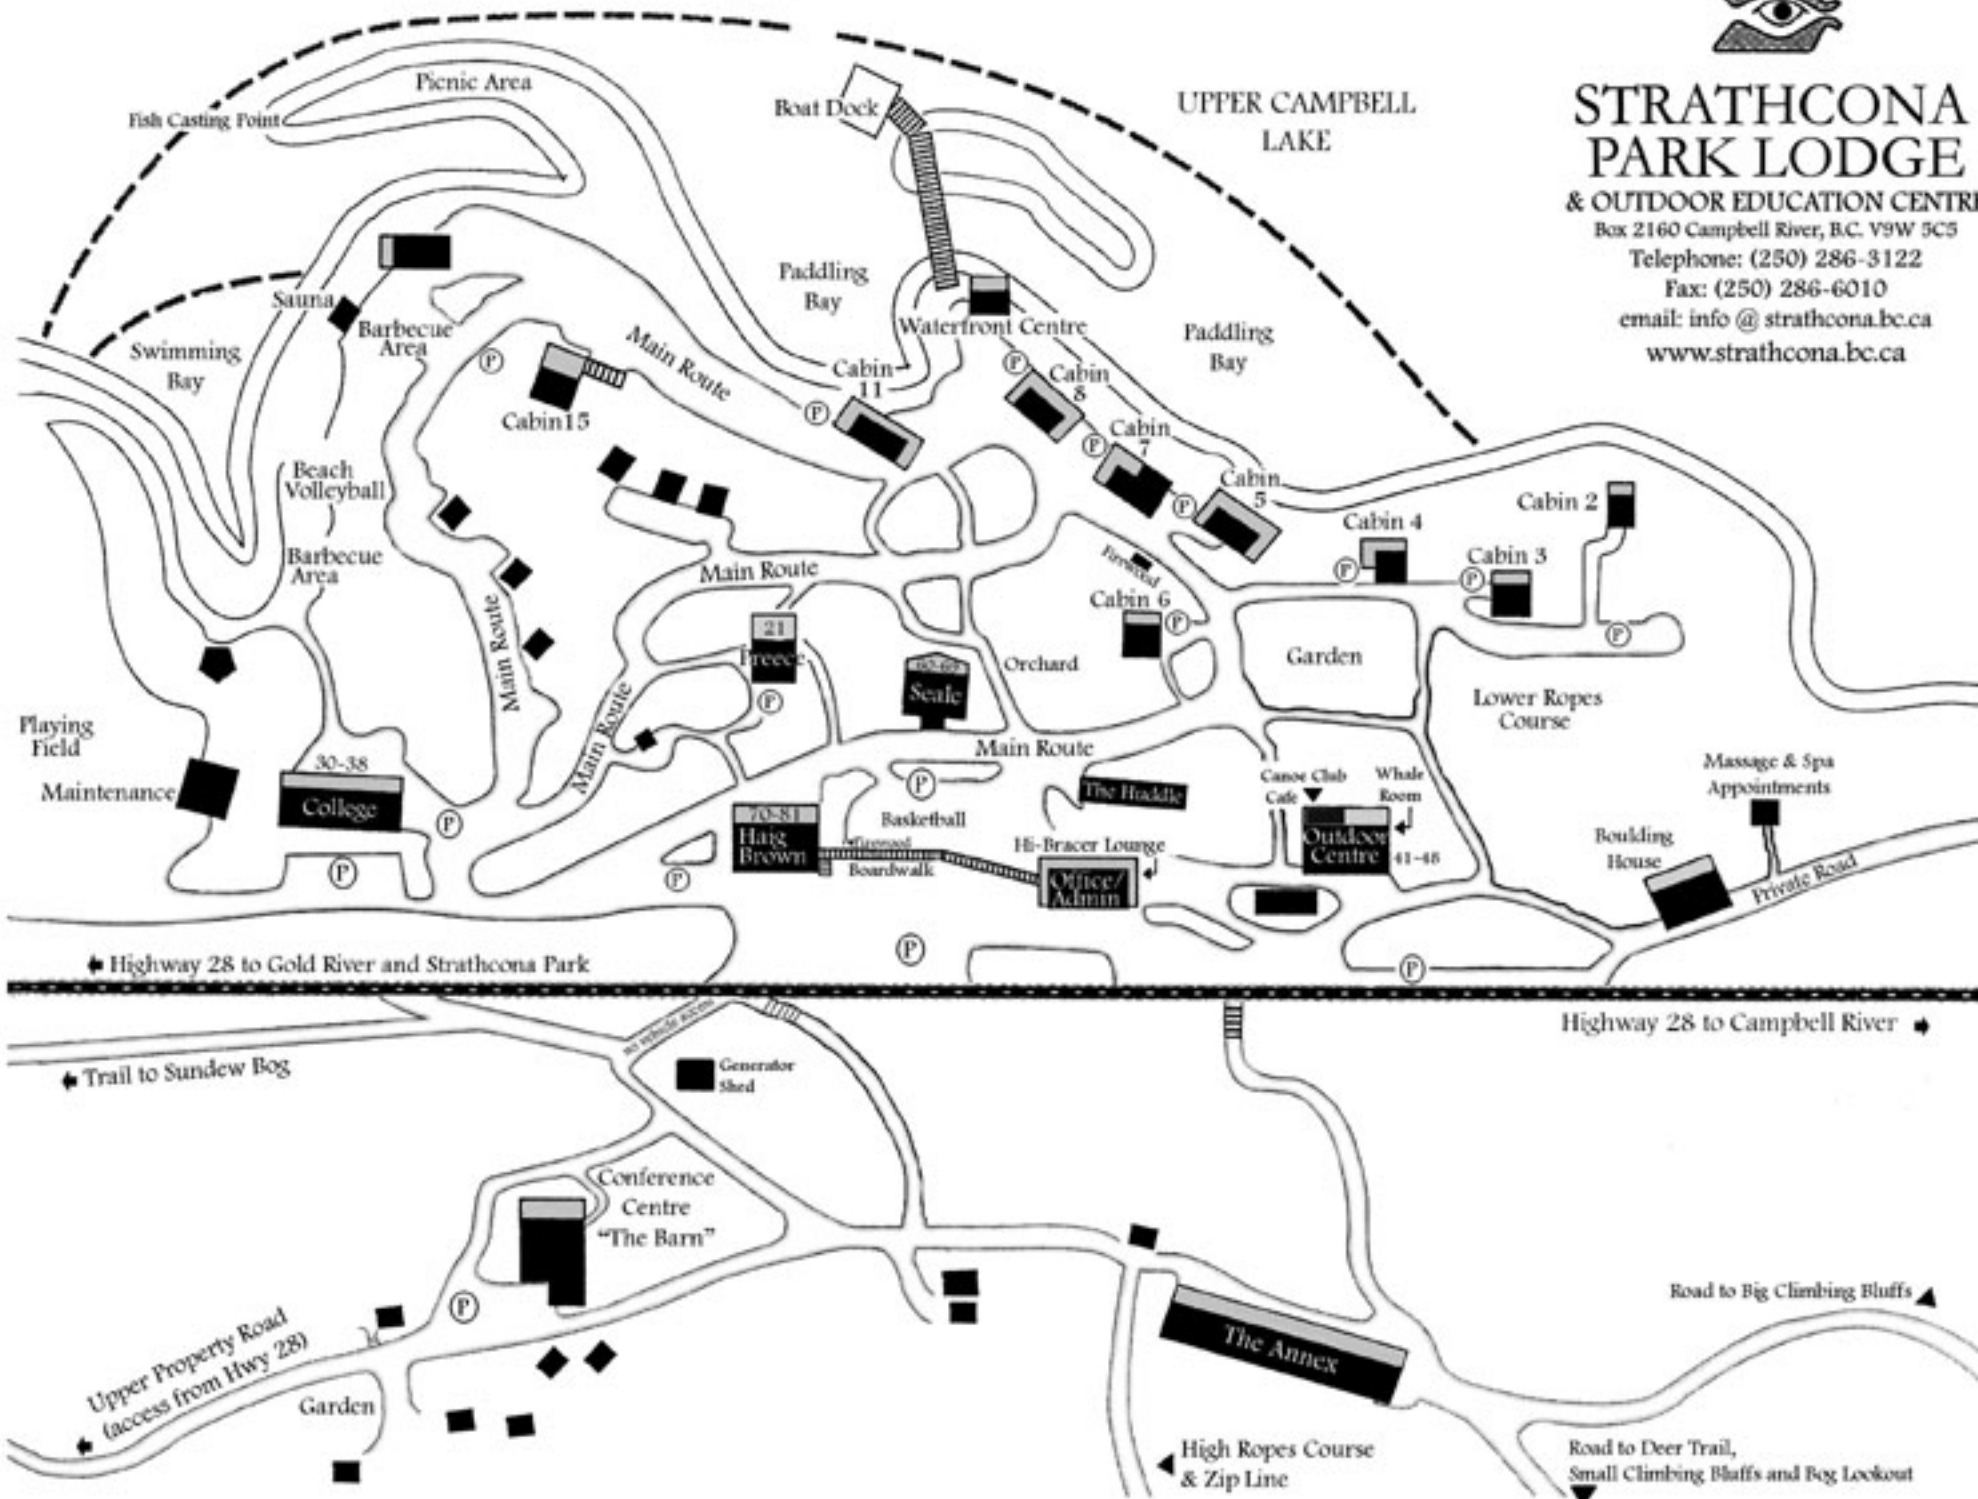 STRATHCONA
PARK LODGE
& OUTDOOR EDUCATION CENTRE
Box 2160 Campbell River, B.C. V9W 5C5
Telephone: (250) 286-3122
Fax: (250) 286-6010
email: info @ strathcona.bc.ca
www.strathcona.bc.ca
UPPER CAMPBELL
LAKE
Picnic Area
Fish Casting Point
Boat Dock
Paddling
Bay
Waterfront Centre
Paddling
Bay
Sauna
Barbecue
Area
Swimming
Bay
P
Main Route
Cabin15
Cabin
11
P
P
Cabin
8
P
Cabin
7
P
Cabin
5
Cabin 4
P
Cabin 3
P
Cabin 2
P
Beach
Volleyball
Barbecue
Area
Main Route
Main Route
Firewood
Cabin 6
P
Garden
Lower Ropes
Course
21
Preece
P
60-69
Seale
Orchard
Main Route
Main Route
Playing
Field
Maintenance
30-38
College
P
P
70-81
Haig
Brown
P
P
Basketball
Firewood
Boardwalk
The Huddle
Hi-Bracer Lounge
Office/
Admin
Canoe Club
Cafe
Whale
Room
Outdoor
Centre
41-48
Massage & Spa
Appointments
Boulding
House
Private Road
P
P
Highway 28 to Gold River and Strathcona Park
Highway 28 to Campbell River
Trail to Sundew Bog
no vehicle access
Generator
Shed
Conference
Centre
"The Barn"
P
Upper Property Road
(access from Hwy 28)
Garden
The Annex
High Ropes Course
& Zip Line
Road to Big Climbing Bluffs
Road to Deer Trail,
Small Climbing Bluffs and Bog Lookout